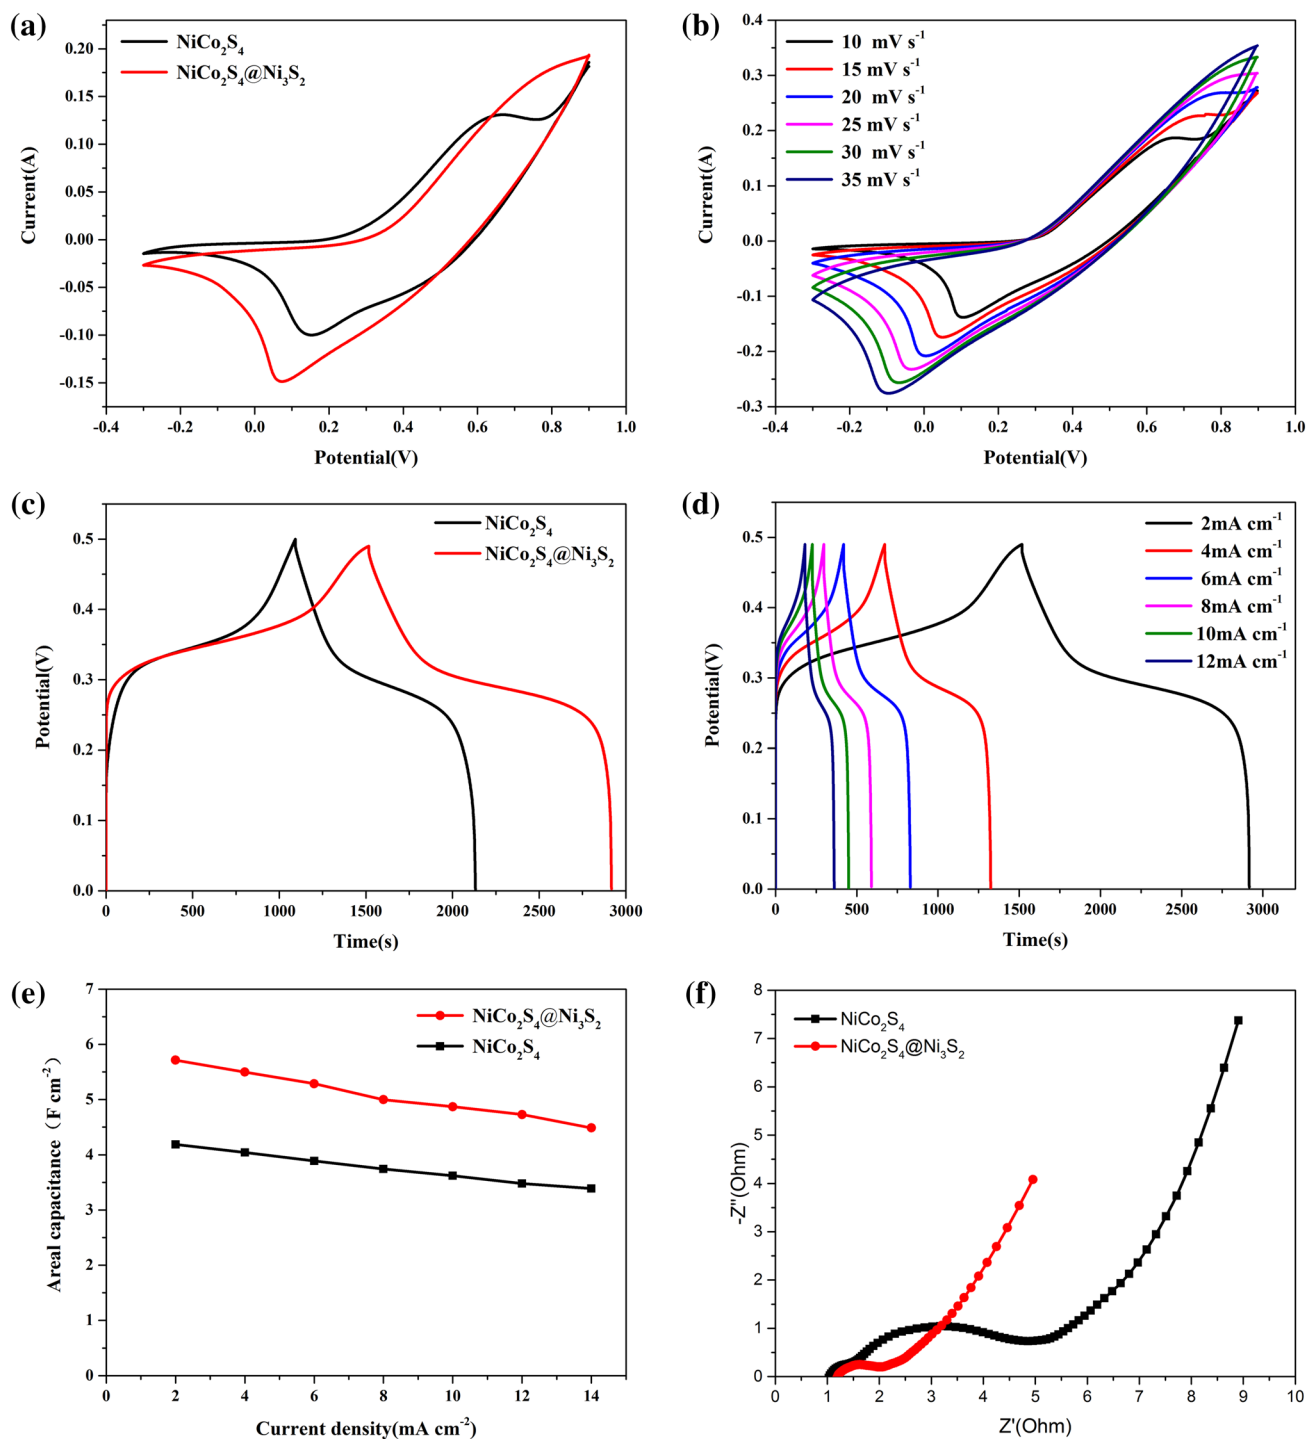 (a)
NiCo₂S₄
NiCo₂S₄@Ni₃S₂
0.20
0.15
0.10
0.05
0.00
-0.05
-0.10
-0.15
Current(A)
-0.4 -0.2 0.0 0.2 0.4 0.6 0.8 1.0
Potential(V)
(b)
10 mV s⁻¹
15 mV s⁻¹
20 mV s⁻¹
25 mV s⁻¹
30 mV s⁻¹
35 mV s⁻¹
0.4
0.3
0.2
0.1
0.0
-0.1
-0.2
-0.3
Current(A)
-0.4 -0.2 0.0 0.2 0.4 0.6 0.8 1.0
Potential(V)
(c)
NiCo₂S₄
NiCo₂S₄@Ni₃S₂
0.5
0.4
0.3
0.2
0.1
0.0
Potential(V)
0 500 1000 1500 2000 2500 3000
Time(s)
(d)
2mA cm⁻¹
4mA cm⁻¹
6mA cm⁻¹
8mA cm⁻¹
10mA cm⁻¹
12mA cm⁻¹
0.5
0.4
0.3
0.2
0.1
0.0
Potential(V)
0 500 1000 1500 2000 2500 3000
Time(s)
(e)
NiCo₂S₄@Ni₃S₂
NiCo₂S₄
7
6
5
4
3
2
1
0
Areal capacitance（F cm⁻²)
2 4 6 8 10 12 14
Current density(mA cm⁻²)
(f)
NiCo₂S₄
NiCo₂S₄@Ni₃S₂
8
7
6
5
4
3
2
1
0
-Z''(Ohm)
0 1 2 3 4 5 6 7 8 9 10
Z'(Ohm)